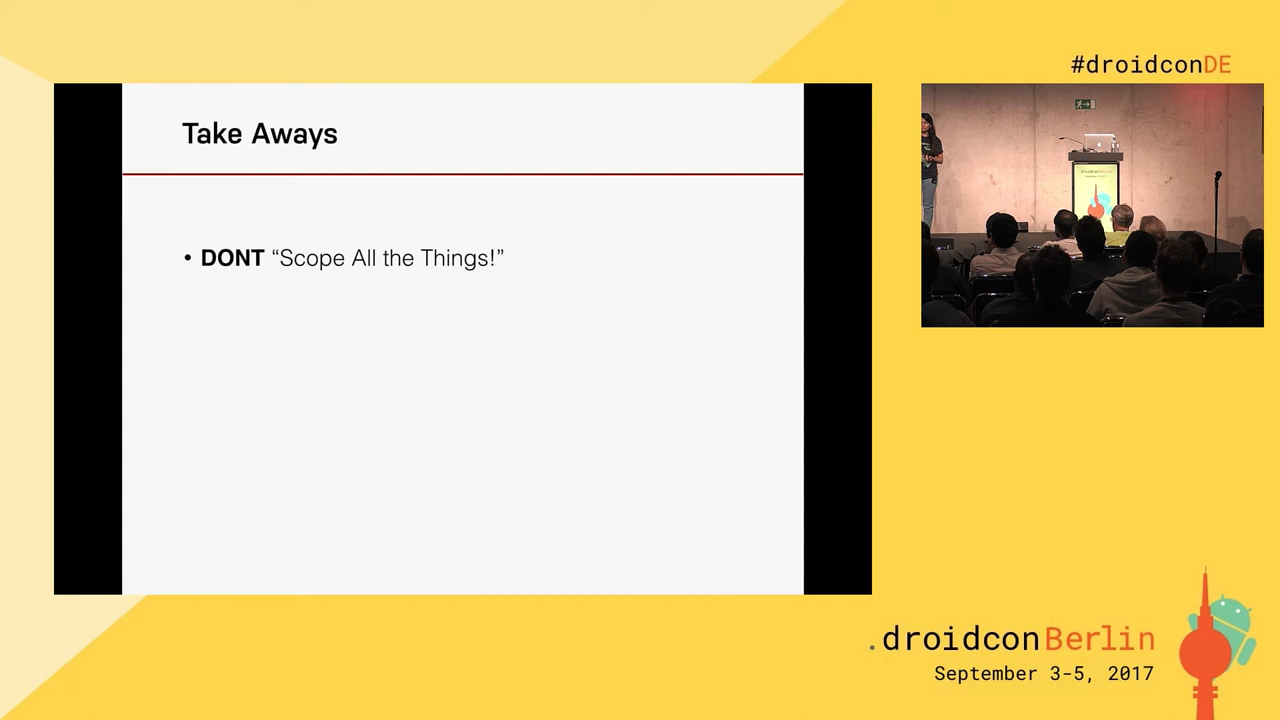 #droidconDE
Take Aways
• DONT “Scope All the Things!”
.droidconBerlin
September 3-5, 2017